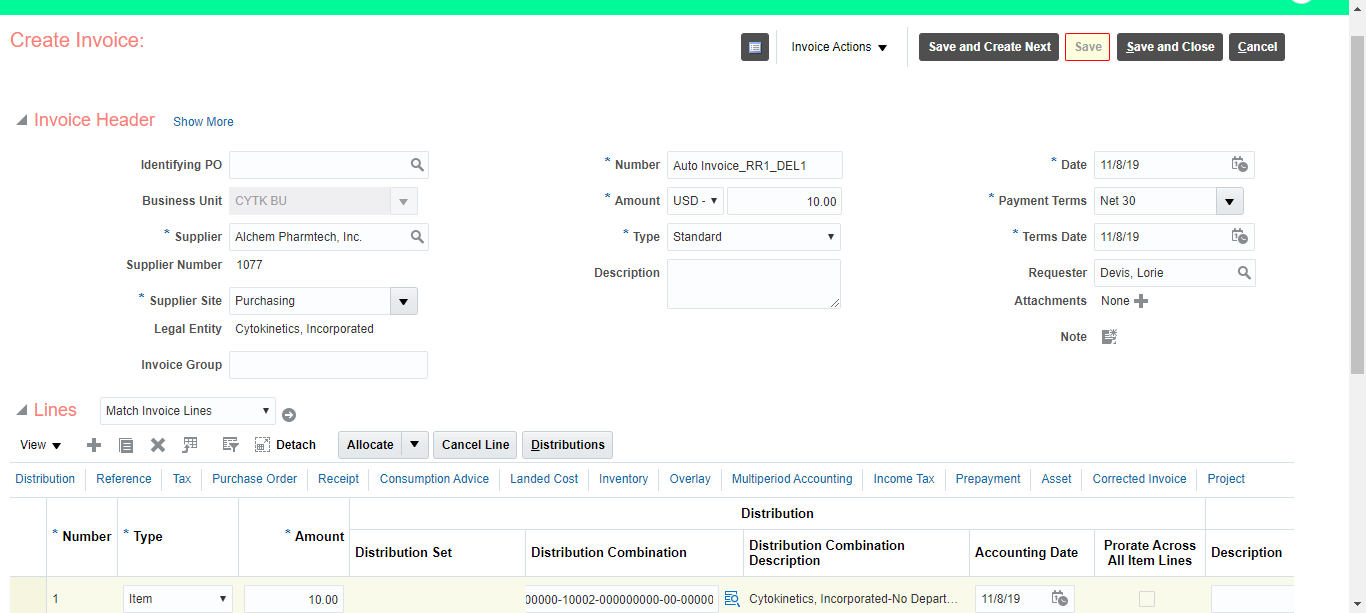 Create Invoice:
Invoice Actions
Save and Create Next
Save
Save and Close
Cancel
Invoice Header
Show More
Identifying PO
Business Unit CYTK BU
* Supplier Alchem Pharmtech, Inc.
Supplier Number 1077
* Supplier Site Purchasing
Legal Entity Cytokinetics, Incorporated
Invoice Group
* Number Auto Invoice_RR1_DEL1
* Amount USD - 10.00
* Type Standard
Description
* Date 11/8/19
* Payment Terms Net 30
* Terms Date 11/8/19
Requester Devis, Lorie
Attachments None
Note
Lines Match Invoice Lines
View Detach Allocate Cancel Line Distributions
Distribution Reference Tax Purchase Order Receipt Consumption Advice Landed Cost Inventory Overlay Multiperiod Accounting Income Tax Prepayment Asset Corrected Invoice Project
Distribution
* Number
* Type
* Amount
Distribution Set
Distribution Combination
Distribution Combination
Description
Accounting Date
Prorate Across
All Item Lines
Description
1 Item 10.00 00000-10002-000000000-00-00000 Cytokinetics, Incorporated-No Depart... 11/8/19